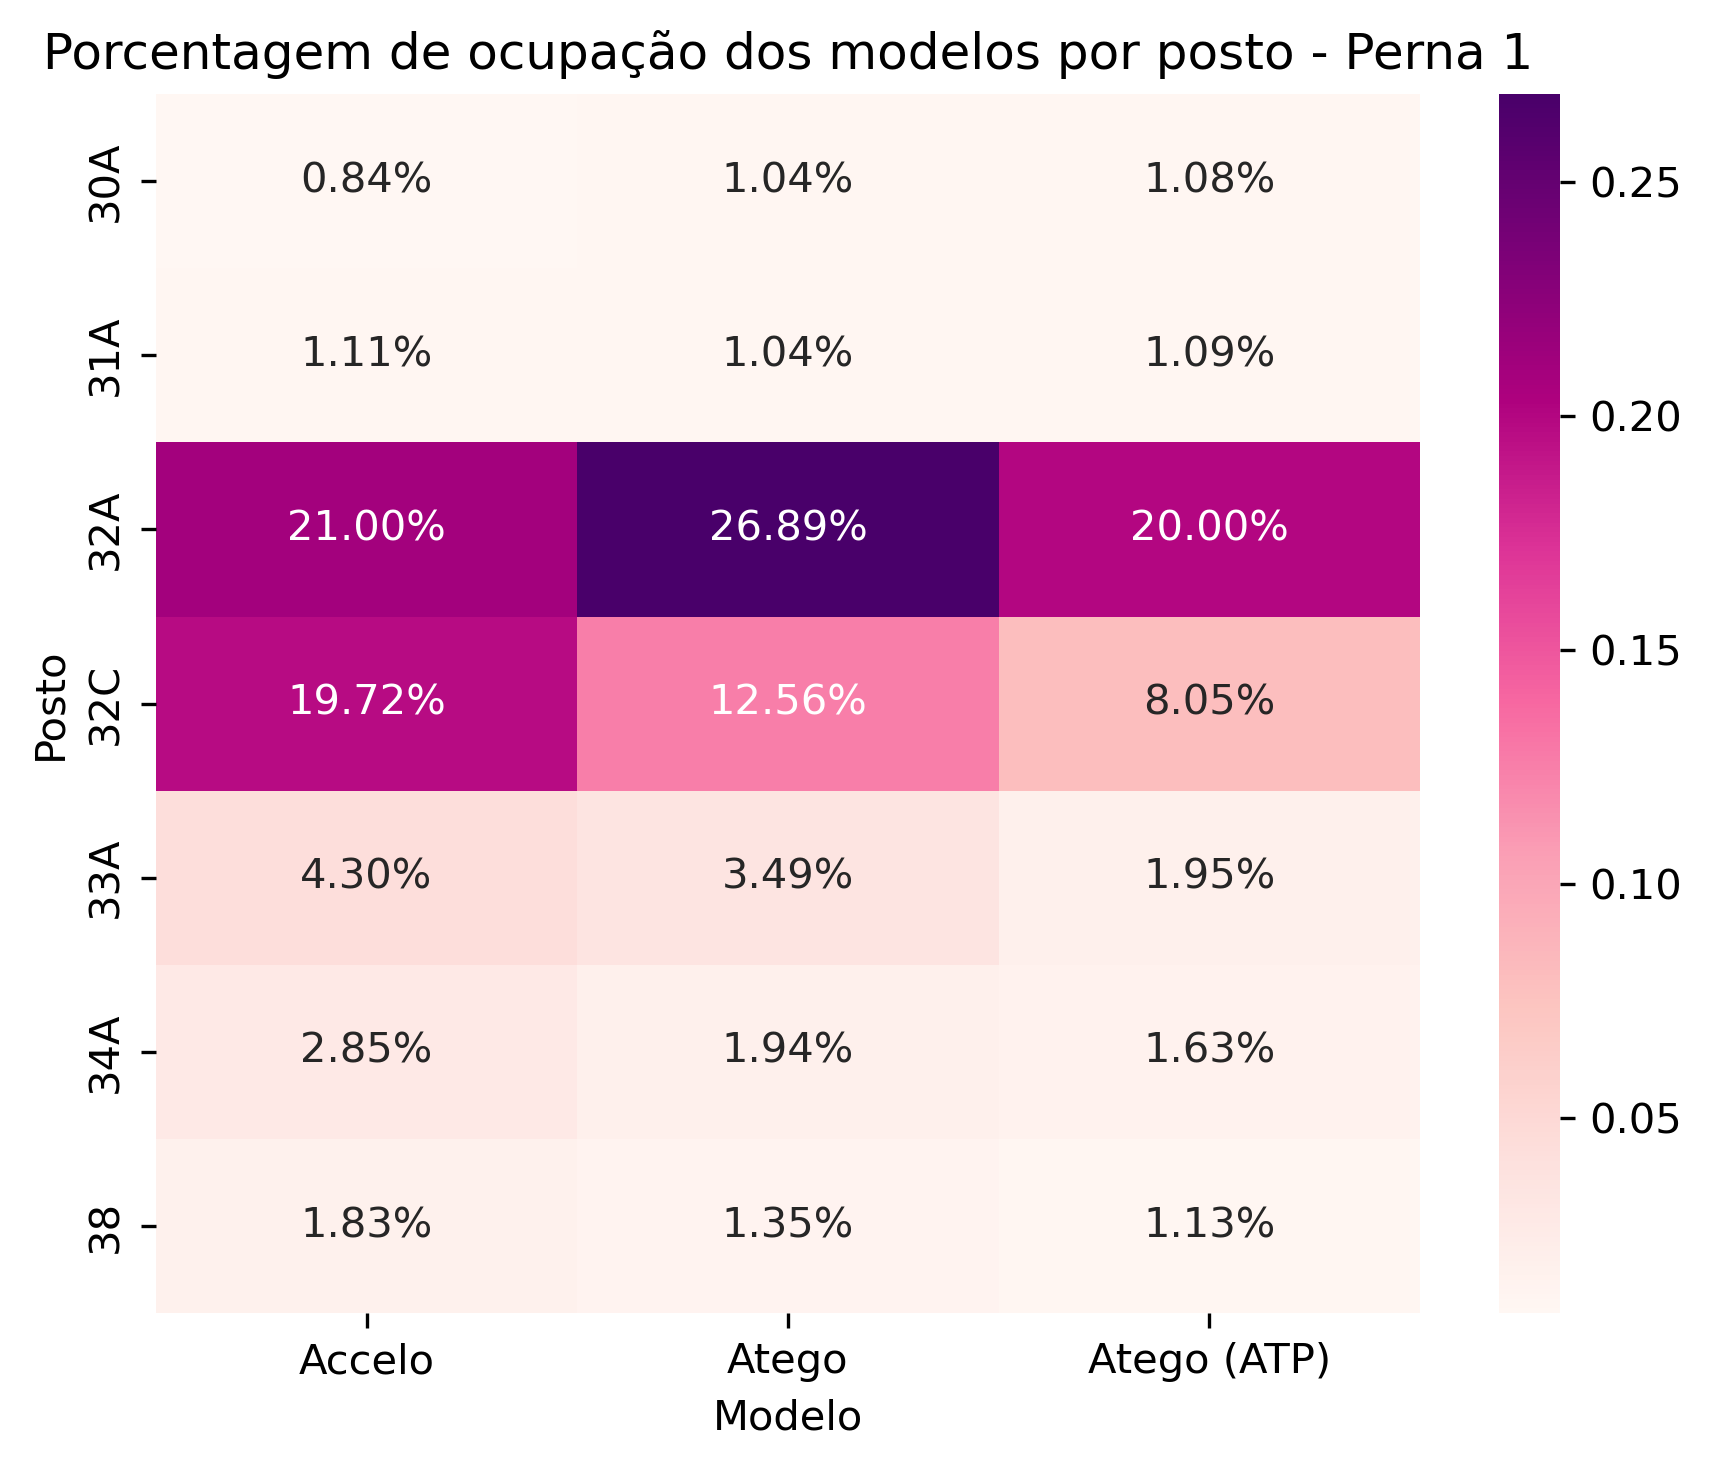 Porcentagem de ocupação dos modelos por posto - Perna 1
30A 0.84% 1.04% 1.08%
31A 1.11% 1.04% 1.09%
32A 21.00% 26.89% 20.00%
32C 19.72% 12.56% 8.05%
33A 4.30% 3.49% 1.95%
34A 2.85% 1.94% 1.63%
38 1.83% 1.35% 1.13%
Posto
Accelo Atego Atego (ATP)
Modelo
0.25
0.20
0.15
0.10
0.05